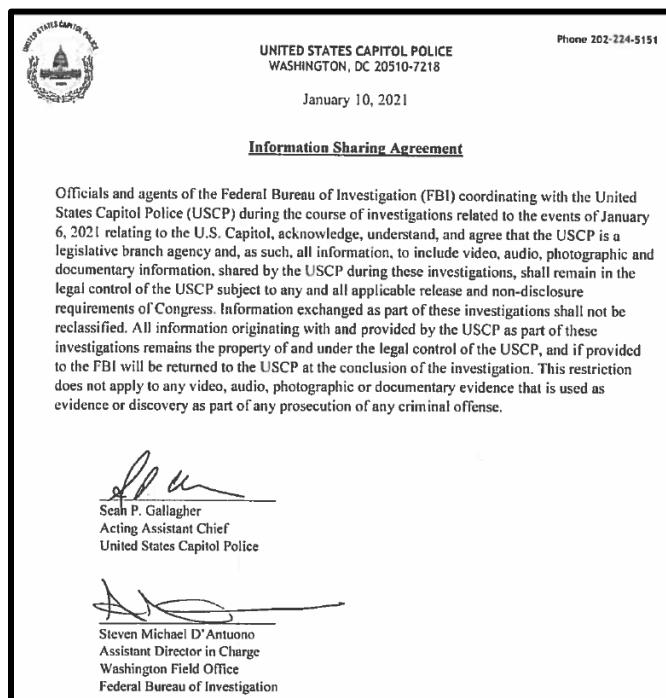 UNITED STATES CAPITOL POLICE
Phone 202-224-5151
UNITED STATES CAPITOL POLICE
WASHINGTON, DC 20510-7218
January 10, 2021
Information Sharing Agreement
Officials and agents of the Federal Bureau of Investigation (FBI) coordinating with the United
States Capitol Police (USCP) during the course of investigations related to the events of January
6, 2021 relating to the U.S. Capitol, acknowledge, understand, and agree that the USCP is a
legislative branch agency and, as such, all information, to include video, audio, photographic and
documentary information, shared by the USCP during these investigations, shall remain in the
legal control of the USCP subject to any and all applicable release and non-disclosure
requirements of Congress. Information exchanged as part of these investigations shall not be
reclassified. All information originating with and provided by the USCP as part of these
investigations remains the property of and under the legal control of the USCP, and if provided
to the FBI will be returned to the USCP at the conclusion of the investigation. This restriction
does not apply to any video, audio, photographic or documentary evidence that is used as
evidence or discovery as part of any prosecution of any criminal offense.
Sean P. Gallagher
Acting Assistant Chief
United States Capitol Police
Steven Michael D'Antuono
Assistant Director in Charge
Washington Field Office
Federal Bureau of Investigation